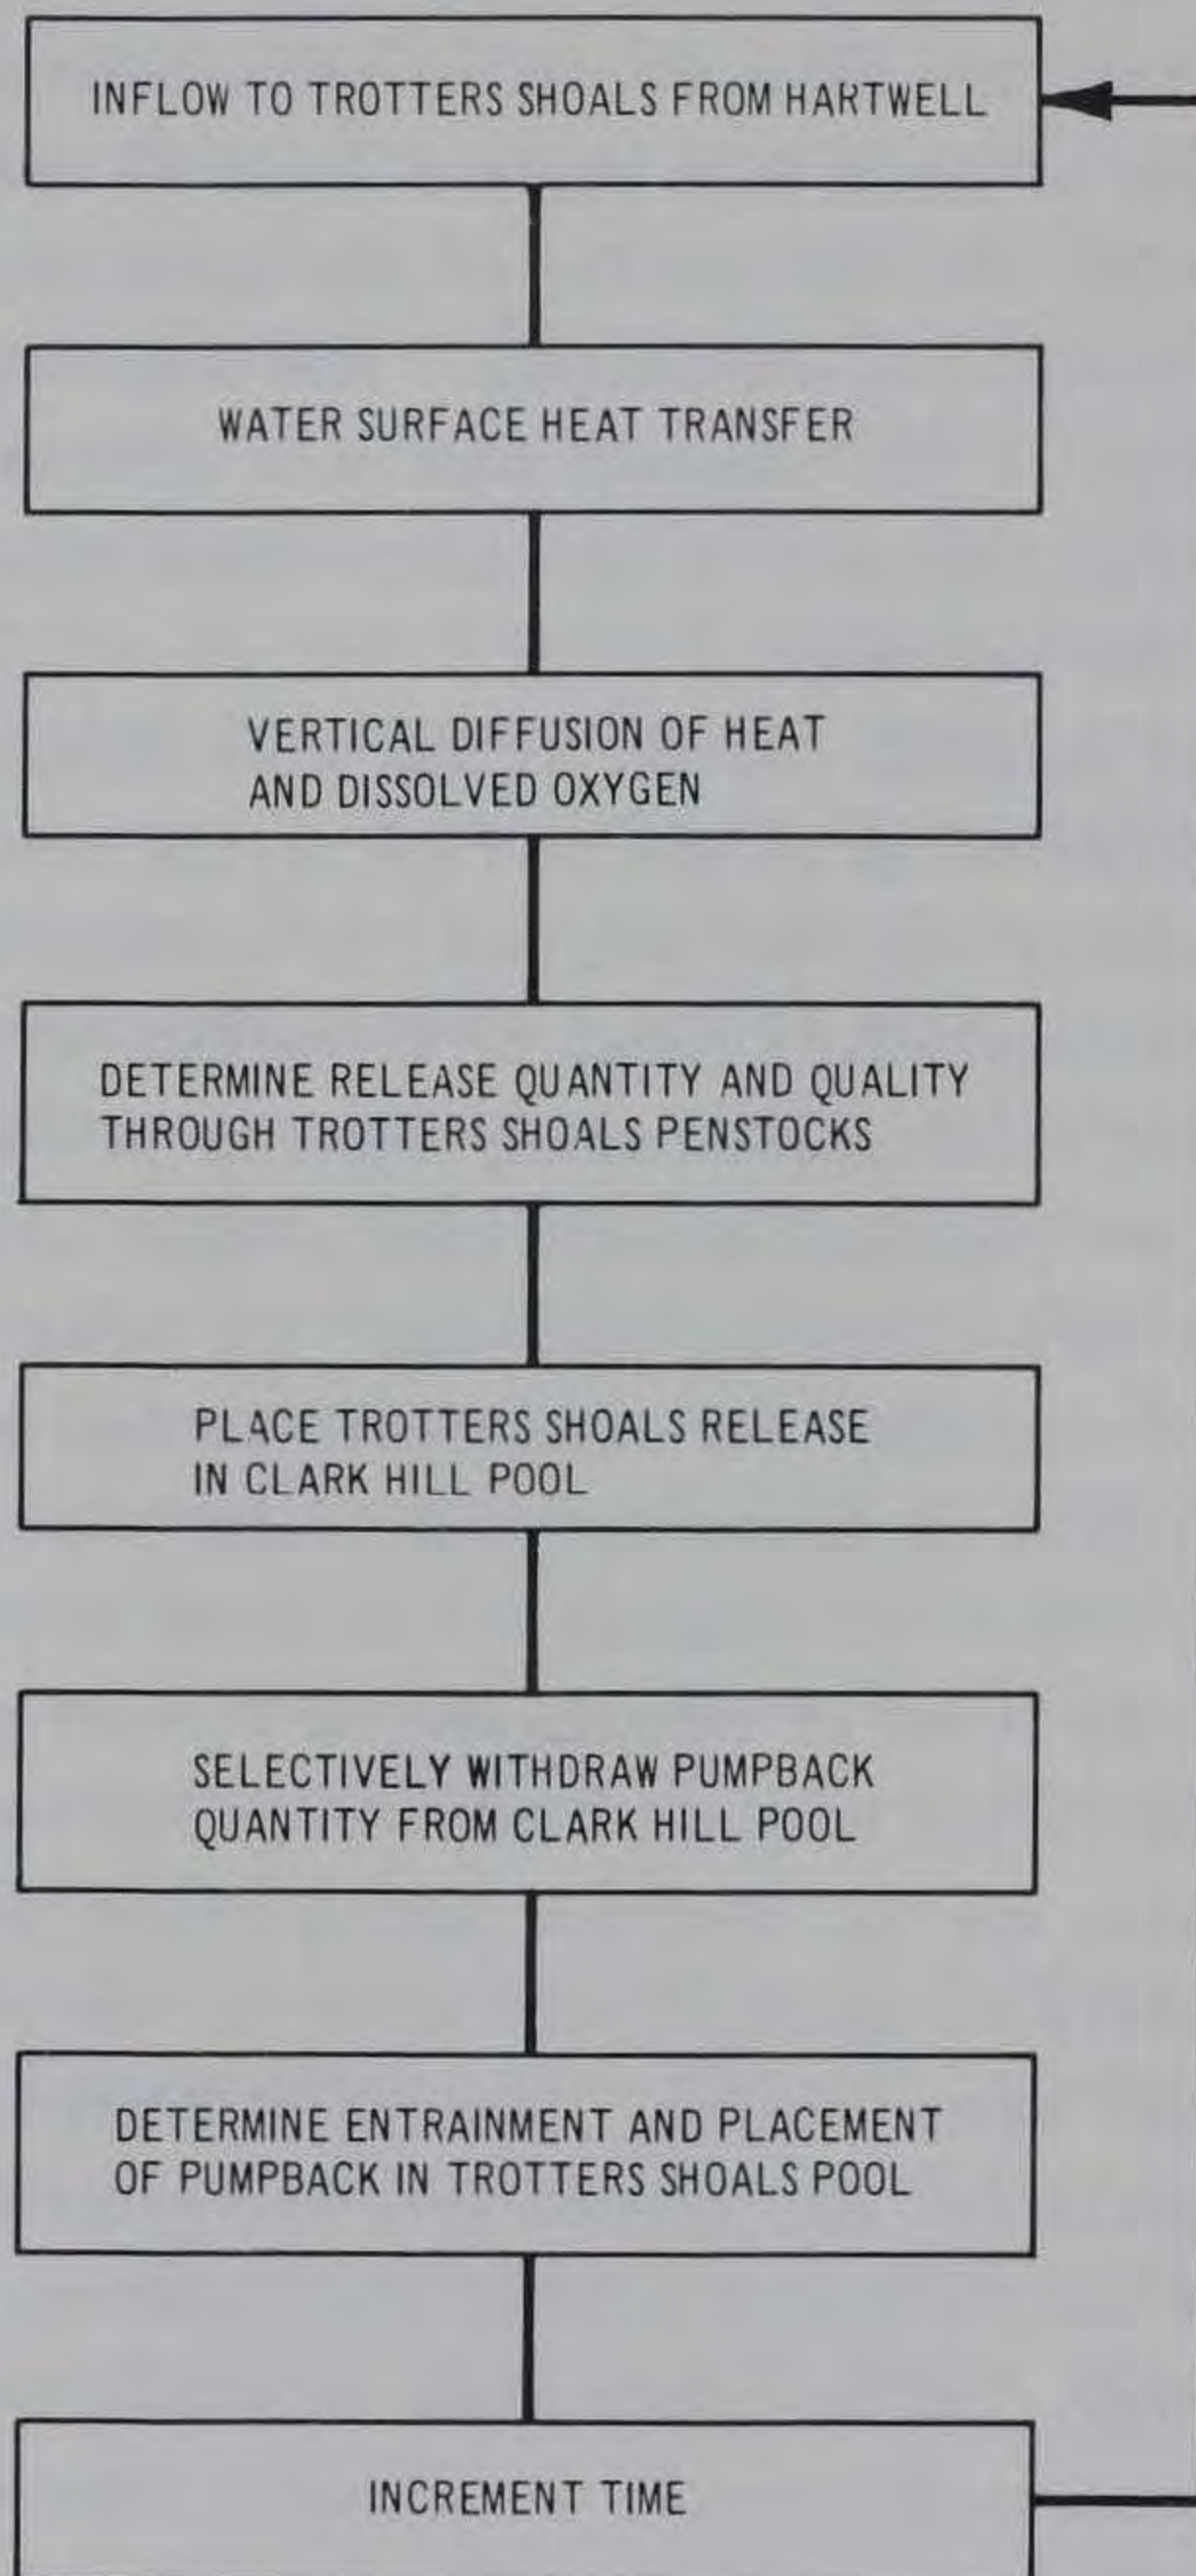 INFLOW TO TROTTERS SHOALS FROM HARTWELL
WATER SURFACE HEAT TRANSFER
VERTICAL DIFFUSION OF HEAT
AND DISSOLVED OXYGEN
DETERMINE RELEASE QUANTITY AND QUALITY
THROUGH TROTTERS SHOALS PENSTOCKS
PLACE TROTTERS SHOALS RELEASE
IN CLARK HILL POOL
SELECTIVELY WITHDRAW PUMPBACK
QUANTITY FROM CLARK HILL POOL
DETERMINE ENTRAINMENT AND PLACEMENT
OF PUMPBACK IN TROTTERS SHOALS POOL
INCREMENT TIME